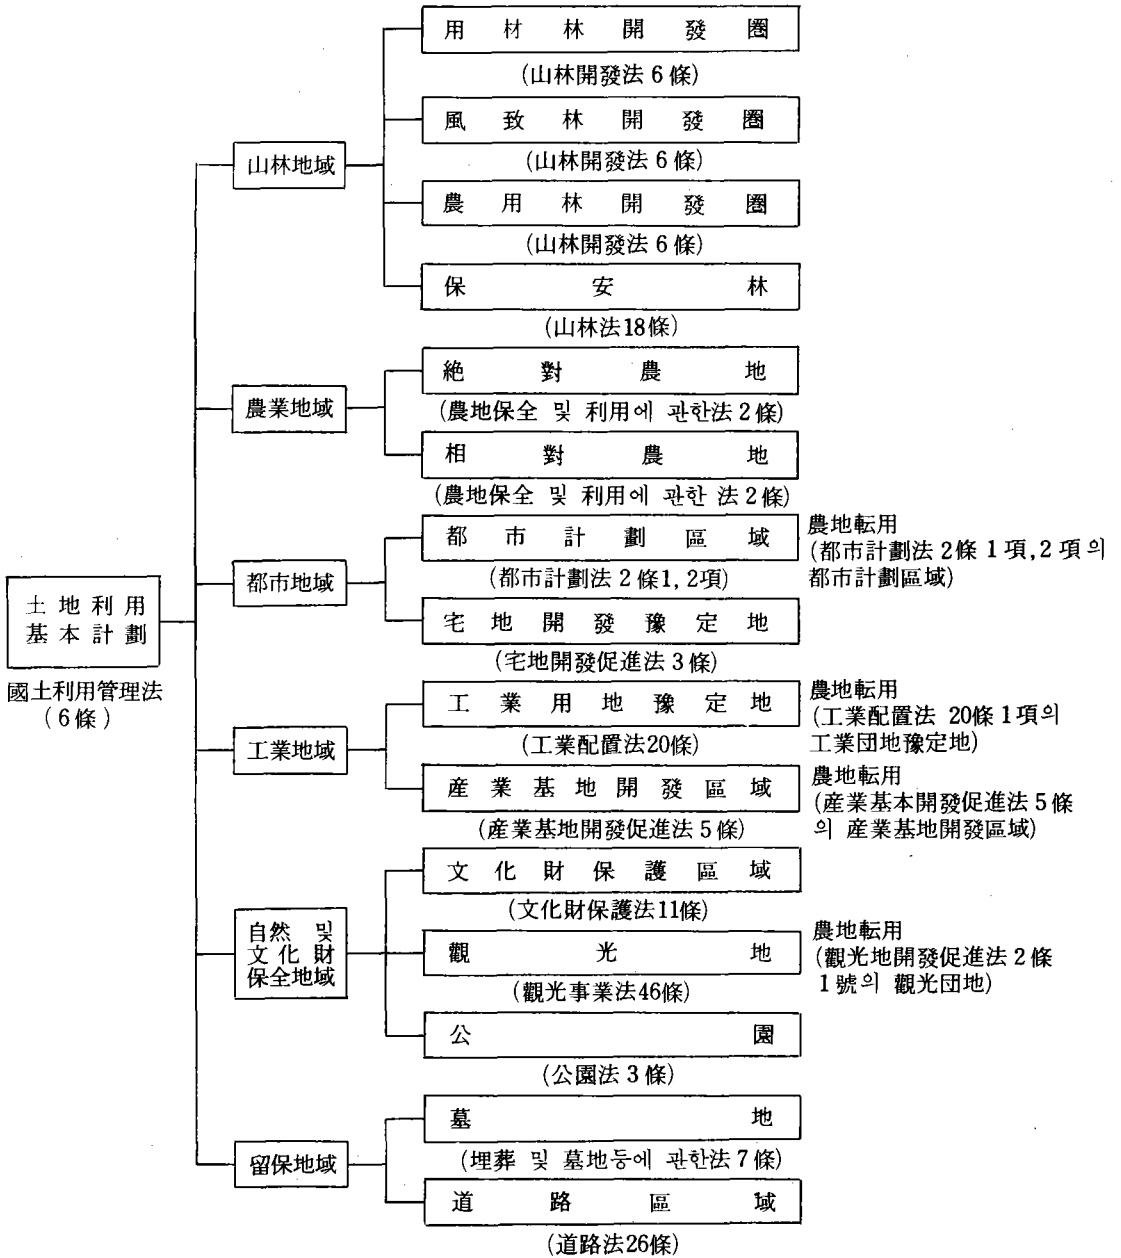 土地利用
基本計劃
國土利用管理法
(6條)
山林地域
用材林開發圈
(山林開發法 6 條)
風致林開發圈
(山林開發法 6 條)
農用林開發圈
(山林開發法 6 條)
保安林
(山林法18條)
農業地域
絶對農地
(農地保全 및 利用에 관한法 2 條)
相對農地
(農地保全 및 利用에 관한 法 2 條)
都市地域
都市計劃區域
(都市計劃法 2 條1, 2項)
農地転用
(都市計劃法 2條 1 項, 2 項의
都市計劃區域)
宅地開發豫定地
(宅地開發促進法 3 條)
工業地域
工業用地豫定地
(工業配置法20條)
農地転用
(工業配置法 20條 1 項의
工業団地豫定地)
産業基地開發區域
(産業基地開發促進法 5 條)
農地転用
(産業基本開發促進法 5 條
의 産業基地開發區域)
自然 및
文化財
保全地域
文化財保護區域
(文化財保護法11條)
觀光地
(觀光事業法46條)
農地転用
(觀光地開發促進法 2 條
1號의 觀光団地)
公園
(公園法 3 條)
留保地域
墓地
(埋葬 및 墓地등에 관한法 7 條)
道路區域
(道路法26條)